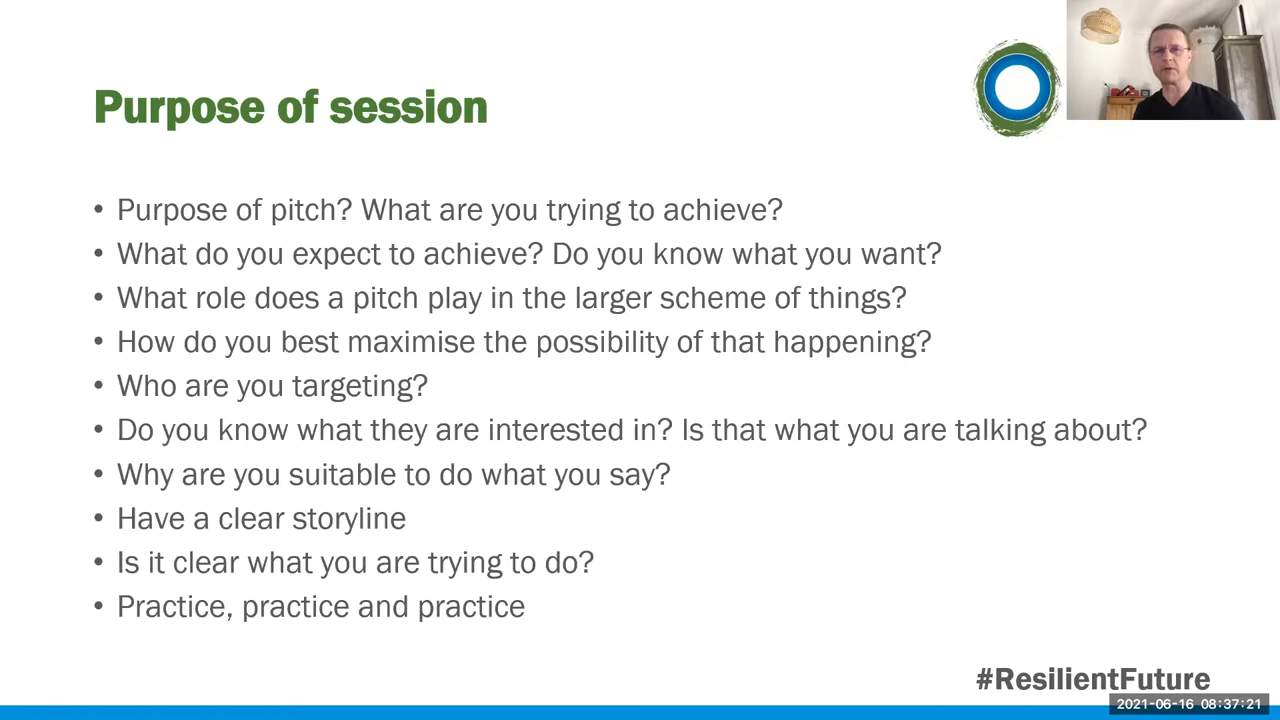 Purpose of session
• Purpose of pitch? What are you trying to achieve?
• What do you expect to achieve? Do you know what you want?
• What role does a pitch play in the larger scheme of things?
• How do you best maximise the possibility of that happening?
• Who are you targeting?
• Do you know what they are interested in? Is that what you are talking about?
• Why are you suitable to do what you say?
• Have a clear storyline
• Is it clear what you are trying to do?
• Practice, practice and practice
#ResilientFuture
2021-06-16 08:37:21